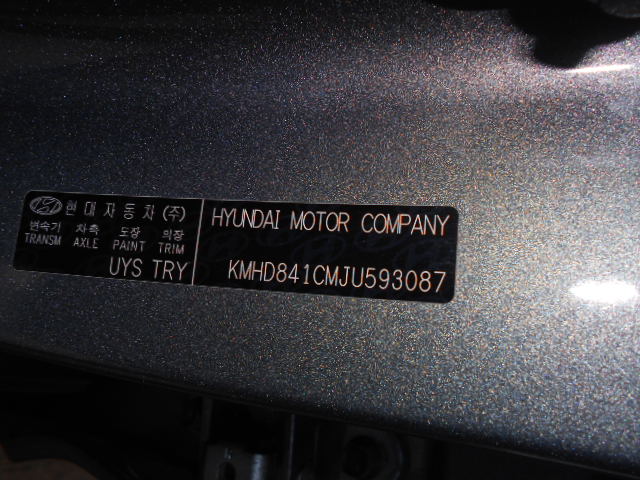 현대자동차(주)
변속기 차축 도장 의장
TRANSM AXLE PAINT TRIM
UYS TRY
HYUNDAI MOTOR COMPANY
KMHD841CMJU593087